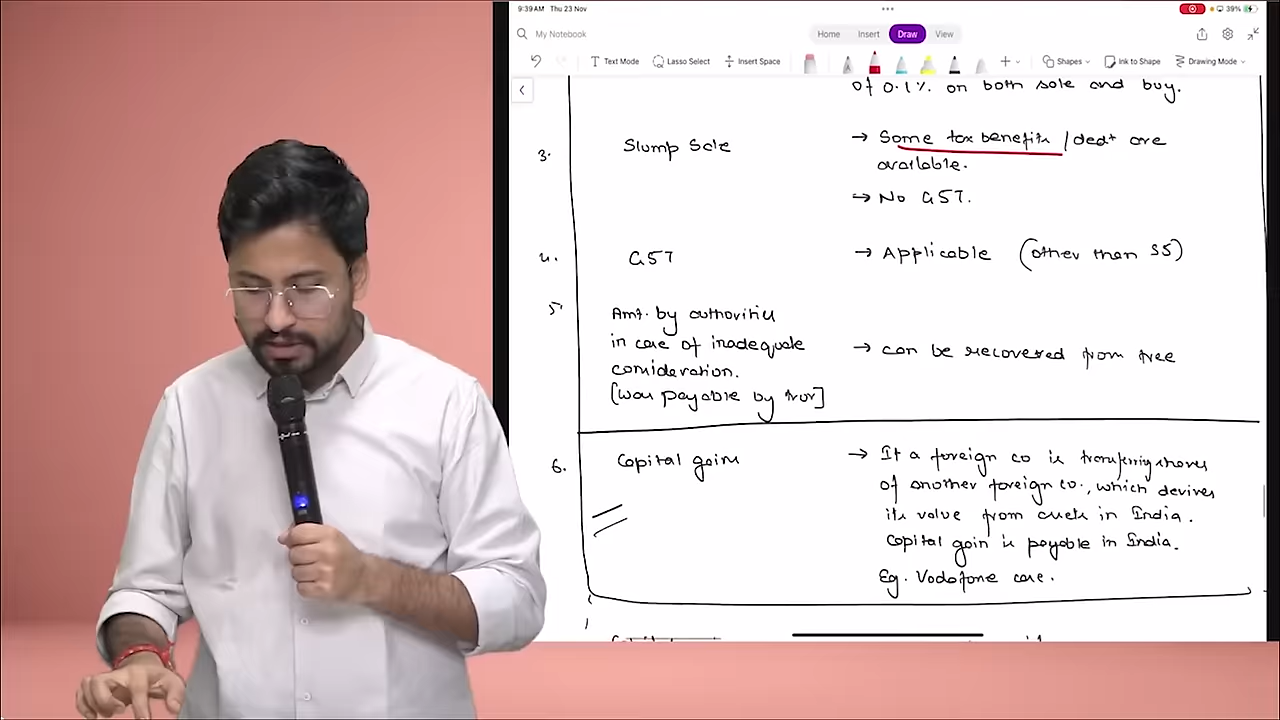 9:39 AM Thu 23 Nov
39%
My Notebook
Home Insert Draw View
Text Mode Lasso Select Insert Space Shapes Ink to Shape Drawing Mode
of 0.1% on both sale and buy.
3. Slump Sale → Some tax benefits / dedⁿ are
available.
→ No GST.
4. GST → Applicable (other than SS)
5. Amt. by authorities
in case of inadequate → can be recovered from tree
consideration.
[was payable by tror]
6. Capital gains → If a foreign co is transferring shares
of another foreign co., which derives
its value from assets in India.
Capital gain is payable in India.
Eg. Vodafone case.